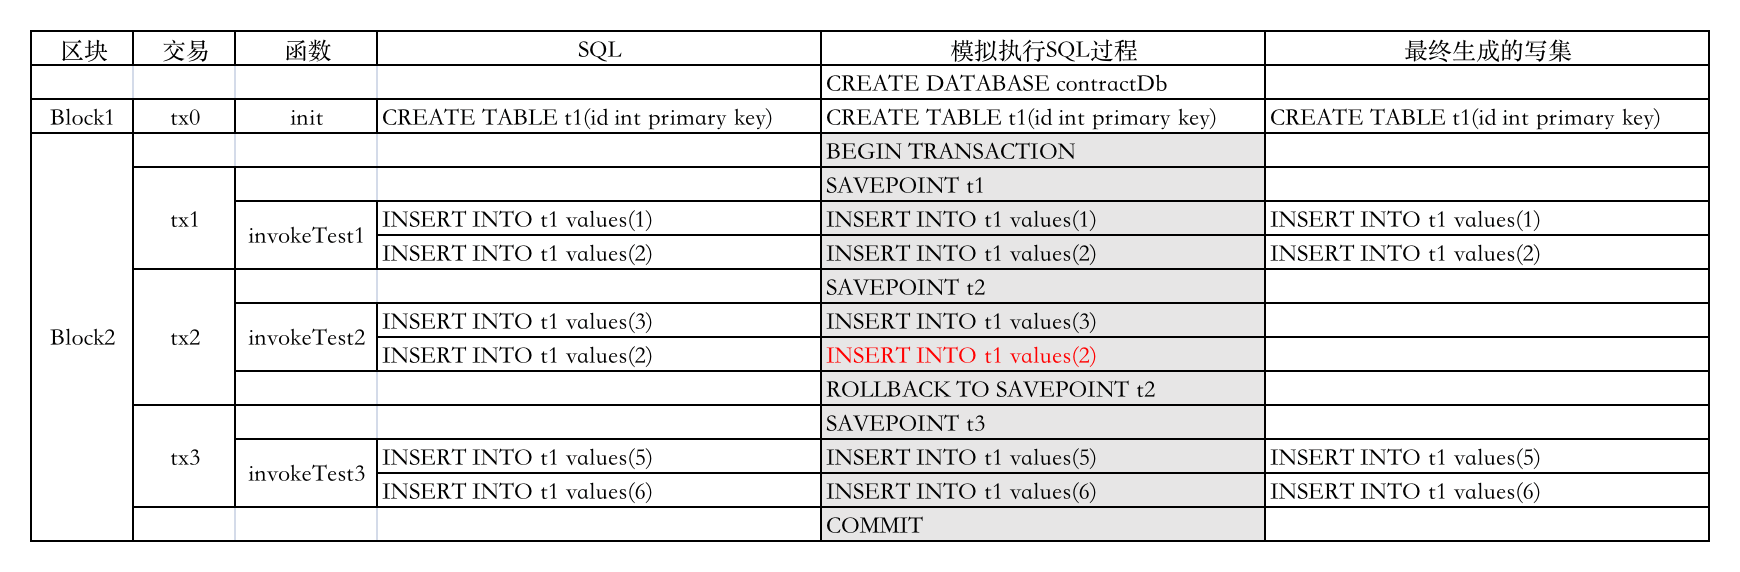 区块 交易 函数 SQL 模拟执行SQL过程 最终生成的写集
CREATE DATABASE contractDb
Block1 tx0 init CREATE TABLE t1(id int primary key) CREATE TABLE t1(id int primary key) CREATE TABLE t1(id int primary key)
BEGIN TRANSACTION
SAVEPOINT t1
tx1
INSERT INTO t1 values(1) INSERT INTO t1 values(1) INSERT INTO t1 values(1)
invokeTest1
INSERT INTO t1 values(2) INSERT INTO t1 values(2) INSERT INTO t1 values(2)
SAVEPOINT t2
INSERT INTO t1 values(3) INSERT INTO t1 values(3)
Block2 tx2 invokeTest2
INSERT INTO t1 values(2) INSERT INTO t1 values(2)
ROLLBACK TO SAVEPOINT t2
SAVEPOINT t3
tx3
INSERT INTO t1 values(5) INSERT INTO t1 values(5) INSERT INTO t1 values(5)
invokeTest3
INSERT INTO t1 values(6) INSERT INTO t1 values(6) INSERT INTO t1 values(6)
COMMIT